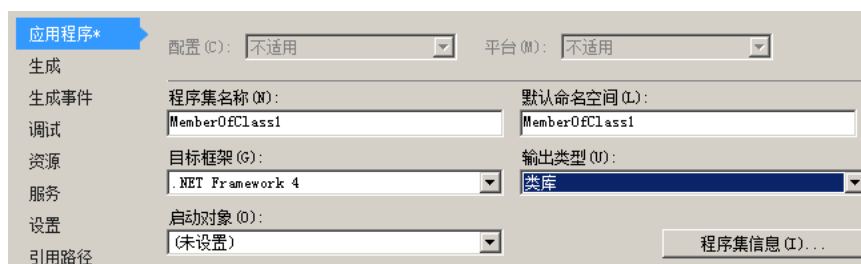 应用程序*
生成
生成事件
调试
资源
服务
设置
引用路径
配置(C): 不适用 平台(M): 不适用
程序集名称(N): 默认命名空间(L):
MemberOfClass1 MemberOfClass1
目标框架(G): 输出类型(U):
.NET Framework 4 类库
启动对象(O):
(未设置) 程序集信息(I)...